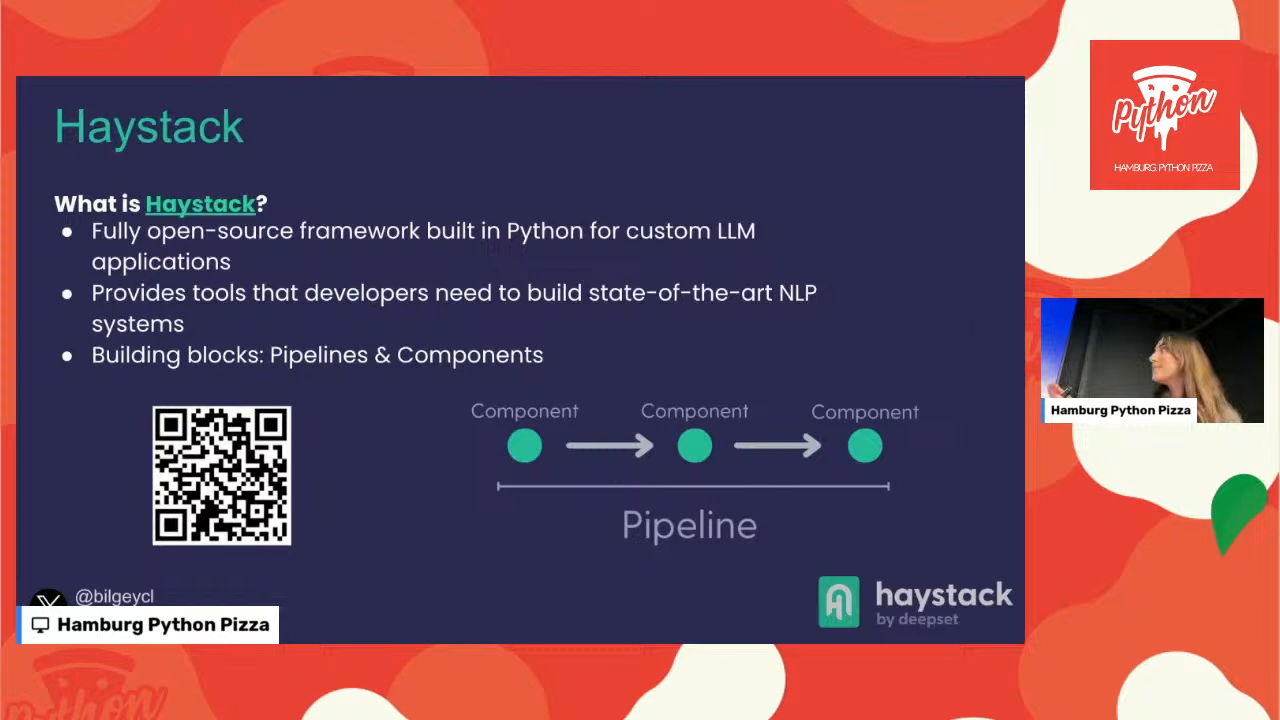 Haystack
What is Haystack?
● Fully open-source framework built in Python for custom LLM
applications
● Provides tools that developers need to build state-of-the-art NLP
systems
● Building blocks: Pipelines & Components
Component Component Component
Pipeline
@bilgeycl
haystack
by deepset
Hamburg Python Pizza
Python
HAMBURG PYTHON PIZZA
Hamburg Python Pizza
Python